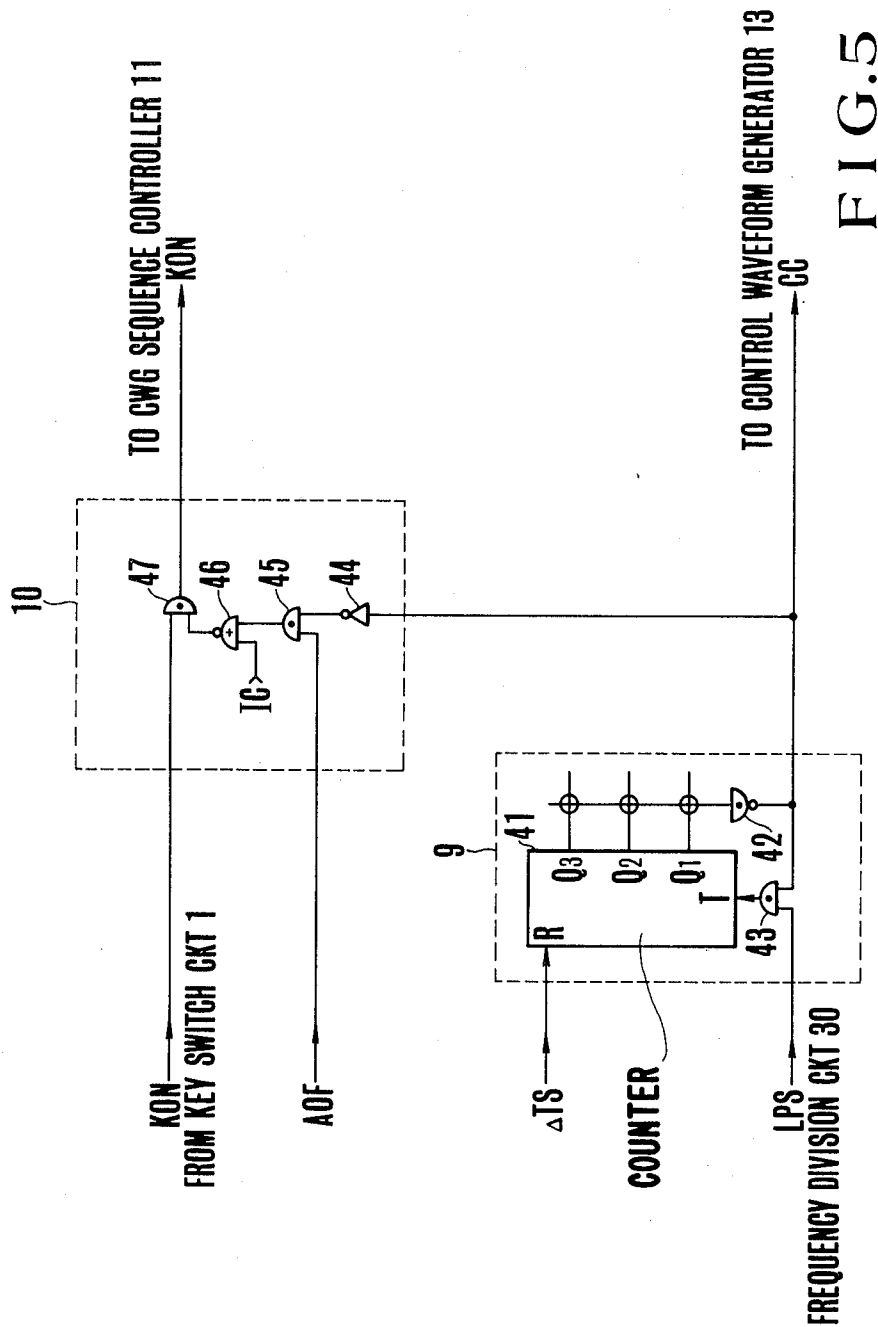 10
TO CWG SEQUENCE CONTROLLER 11
KON
47
46
45
44
IC
KON
FROM KEY SWITCH CKT 1
AOF
9
41
R
Q3
Q2
Q1
T
42
43
ΔTS
COUNTER
LPS
FREQUENCY DIVISION CKT 30
TO CONTROL WAVEFORM GENERATOR 13
CC
FIG.5